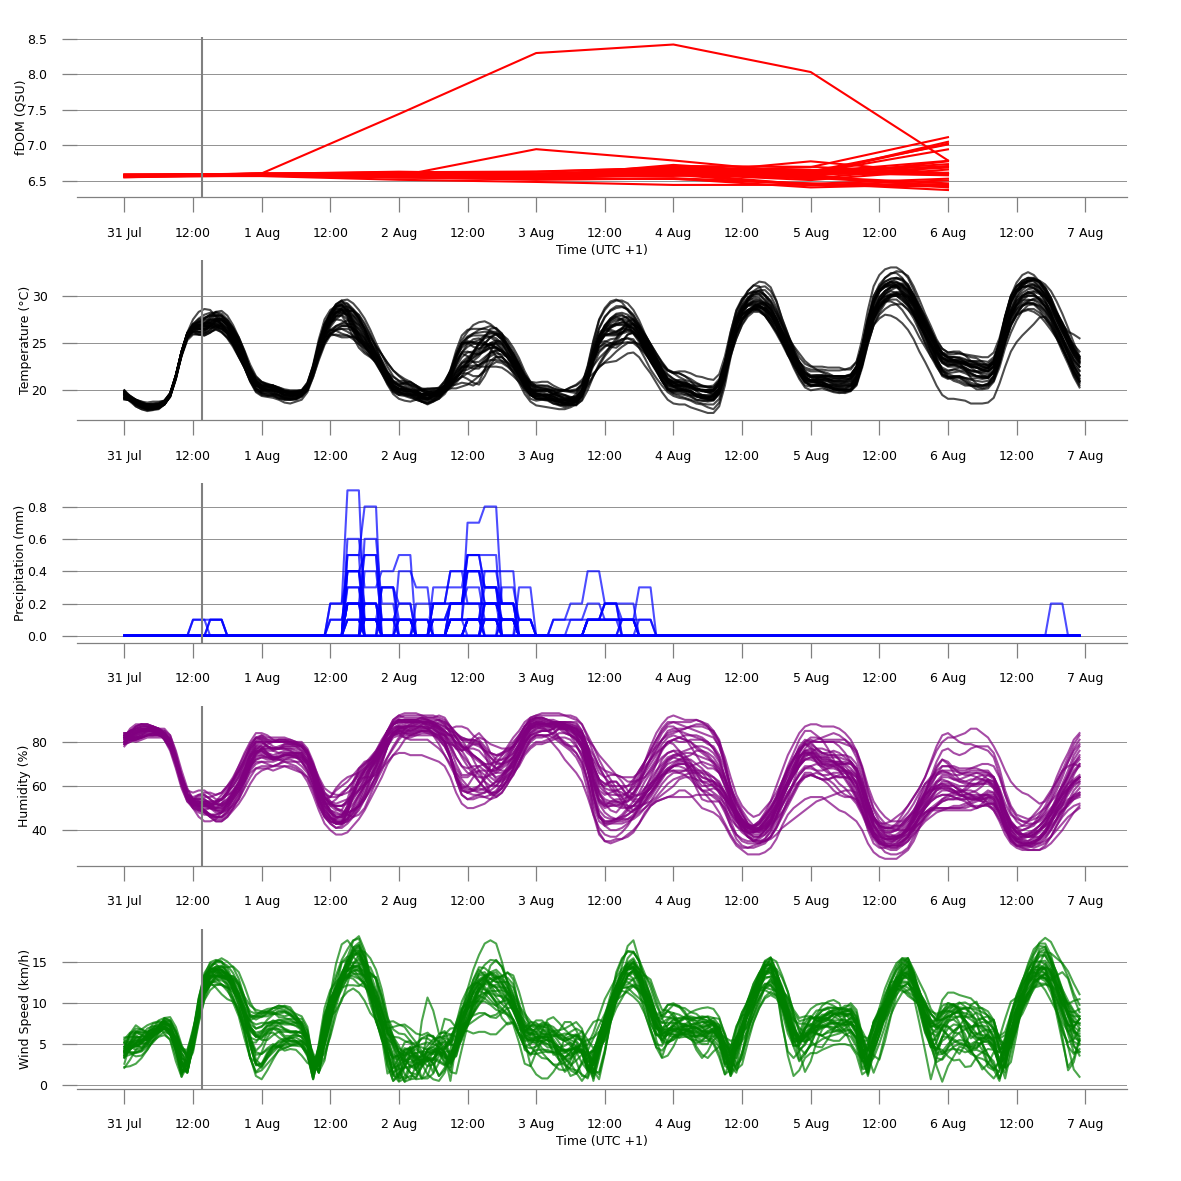 fDOM (QSU)
8.5
8.0
7.5
7.0
6.5
31 Jul 12:00 1 Aug 12:00 2 Aug 12:00 3 Aug 12:00 4 Aug 12:00 5 Aug 12:00 6 Aug 12:00 7 Aug
Time (UTC +1)
Temperature (°C)
30
25
20
31 Jul 12:00 1 Aug 12:00 2 Aug 12:00 3 Aug 12:00 4 Aug 12:00 5 Aug 12:00 6 Aug 12:00 7 Aug
Precipitation (mm)
0.8
0.6
0.4
0.2
0.0
31 Jul 12:00 1 Aug 12:00 2 Aug 12:00 3 Aug 12:00 4 Aug 12:00 5 Aug 12:00 6 Aug 12:00 7 Aug
Humidity (%)
80
60
40
31 Jul 12:00 1 Aug 12:00 2 Aug 12:00 3 Aug 12:00 4 Aug 12:00 5 Aug 12:00 6 Aug 12:00 7 Aug
Wind Speed (km/h)
15
10
5
0
31 Jul 12:00 1 Aug 12:00 2 Aug 12:00 3 Aug 12:00 4 Aug 12:00 5 Aug 12:00 6 Aug 12:00 7 Aug
Time (UTC +1)